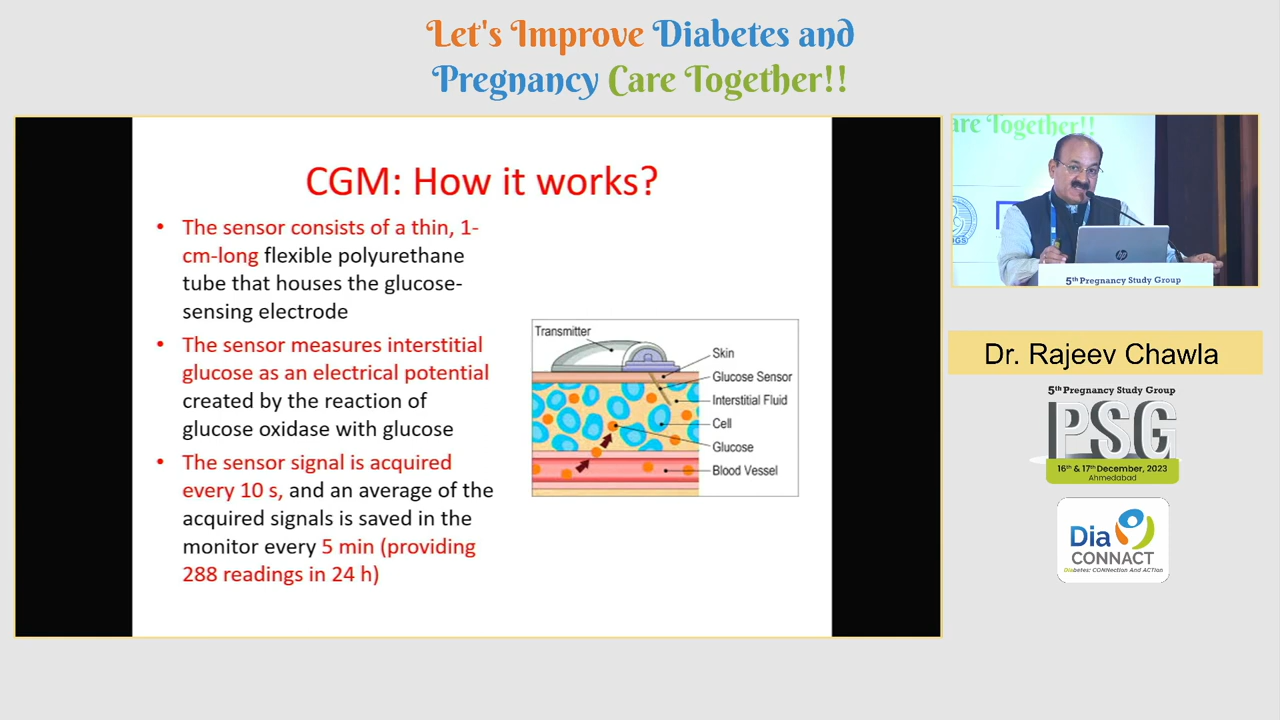 Let's Improve Diabetes and
Pregnancy Care Together!!
CGM: How it works?
• The sensor consists of a thin, 1-
cm-long flexible polyurethane
tube that houses the glucose-
sensing electrode
• The sensor measures interstitial
glucose as an electrical potential
created by the reaction of
glucose oxidase with glucose
• The sensor signal is acquired
every 10 s, and an average of the
acquired signals is saved in the
monitor every 5 min (providing
288 readings in 24 h)
Transmitter
Skin
Glucose Sensor
Interstitial Fluid
Cell
Glucose
Blood Vessel
are Together!!
hp
5th Pregnancy Study Group
Dr. Rajeev Chawla
5th Pregnancy Study Group
PSG
16th & 17th December, 2023
Ahmedabad
Dia
CONNACT
Diabetes: CONNection And ACTion